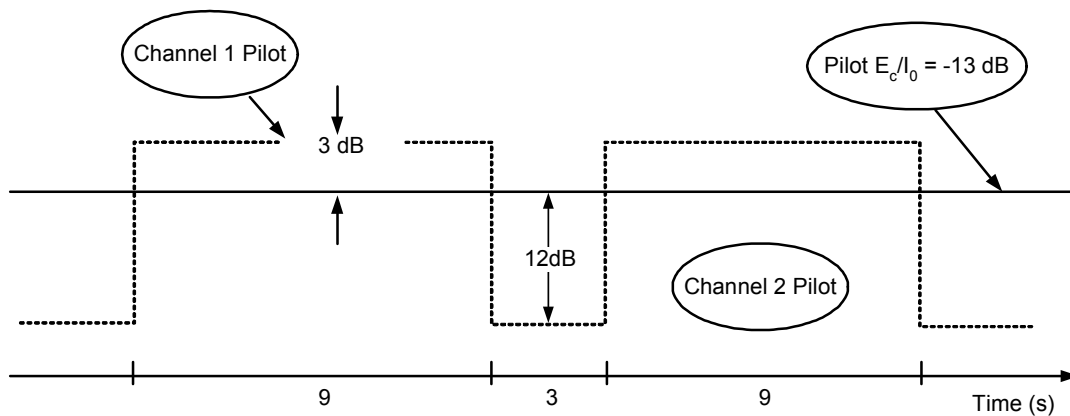 Channel 1 Pilot
Pilot E_c/I_0 = -13 dB
3 dB
12dB
Channel 2 Pilot
9
3
9
Time (s)